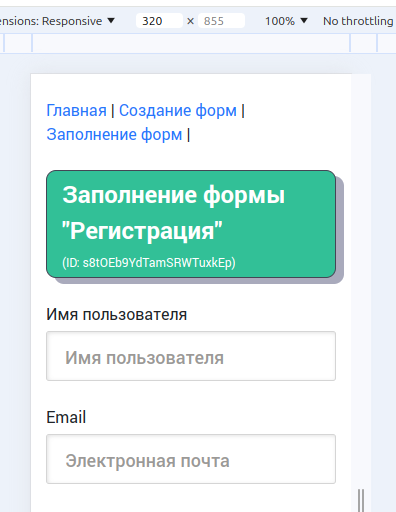 ensions: Responsive ▼ 320 × 855 100% ▼ No throttling
Главная | Создание форм |
Заполнение форм |
Заполнение формы
"Регистрация"
(ID: s8tOEb9YdTamSRWTuxkEp)
Имя пользователя
Имя пользователя
Email
Электронная почта